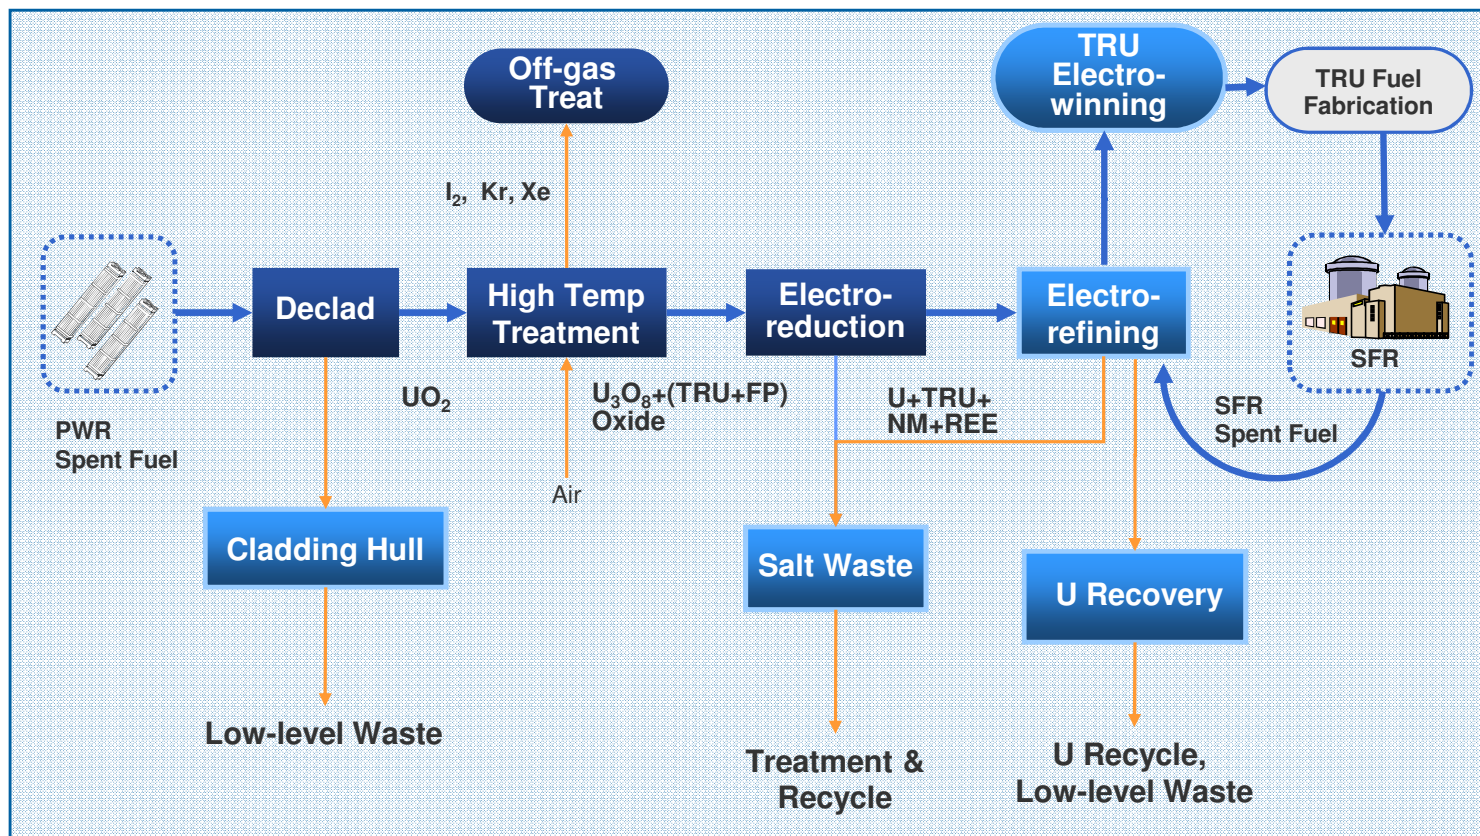 Off-gas
Treat
TRU
Electro-
winning
TRU Fuel
Fabrication
I₂, Kr, Xe
Declad
High Temp
Treatment
Electro-
reduction
Electro-
refining
SFR
PWR
Spent Fuel
UO₂
U₃O₈+(TRU+FP)
Oxide
U+TRU+
NM+REE
SFR
Spent Fuel
Air
Cladding Hull
Salt Waste
U Recovery
Low-level Waste
Treatment &
Recycle
U Recycle,
Low-level Waste